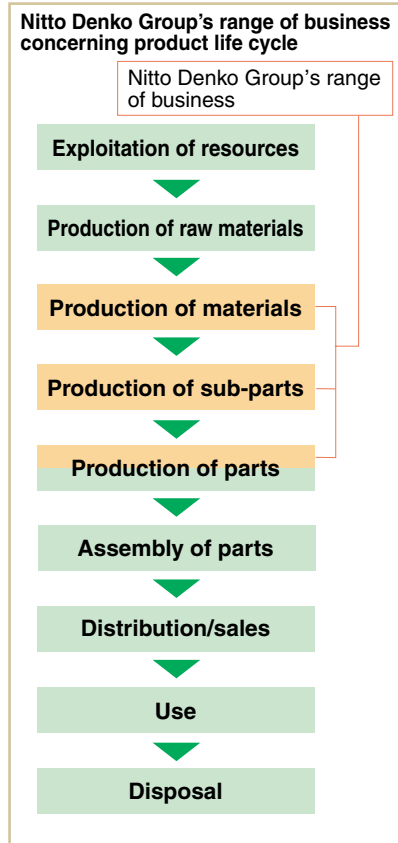 Nitto Denko Group's range of business
concerning product life cycle
Nitto Denko Group's range
of business
Exploitation of resources
Production of raw materials
Production of materials
Production of sub-parts
Production of parts
Assembly of parts
Distribution/sales
Use
Disposal